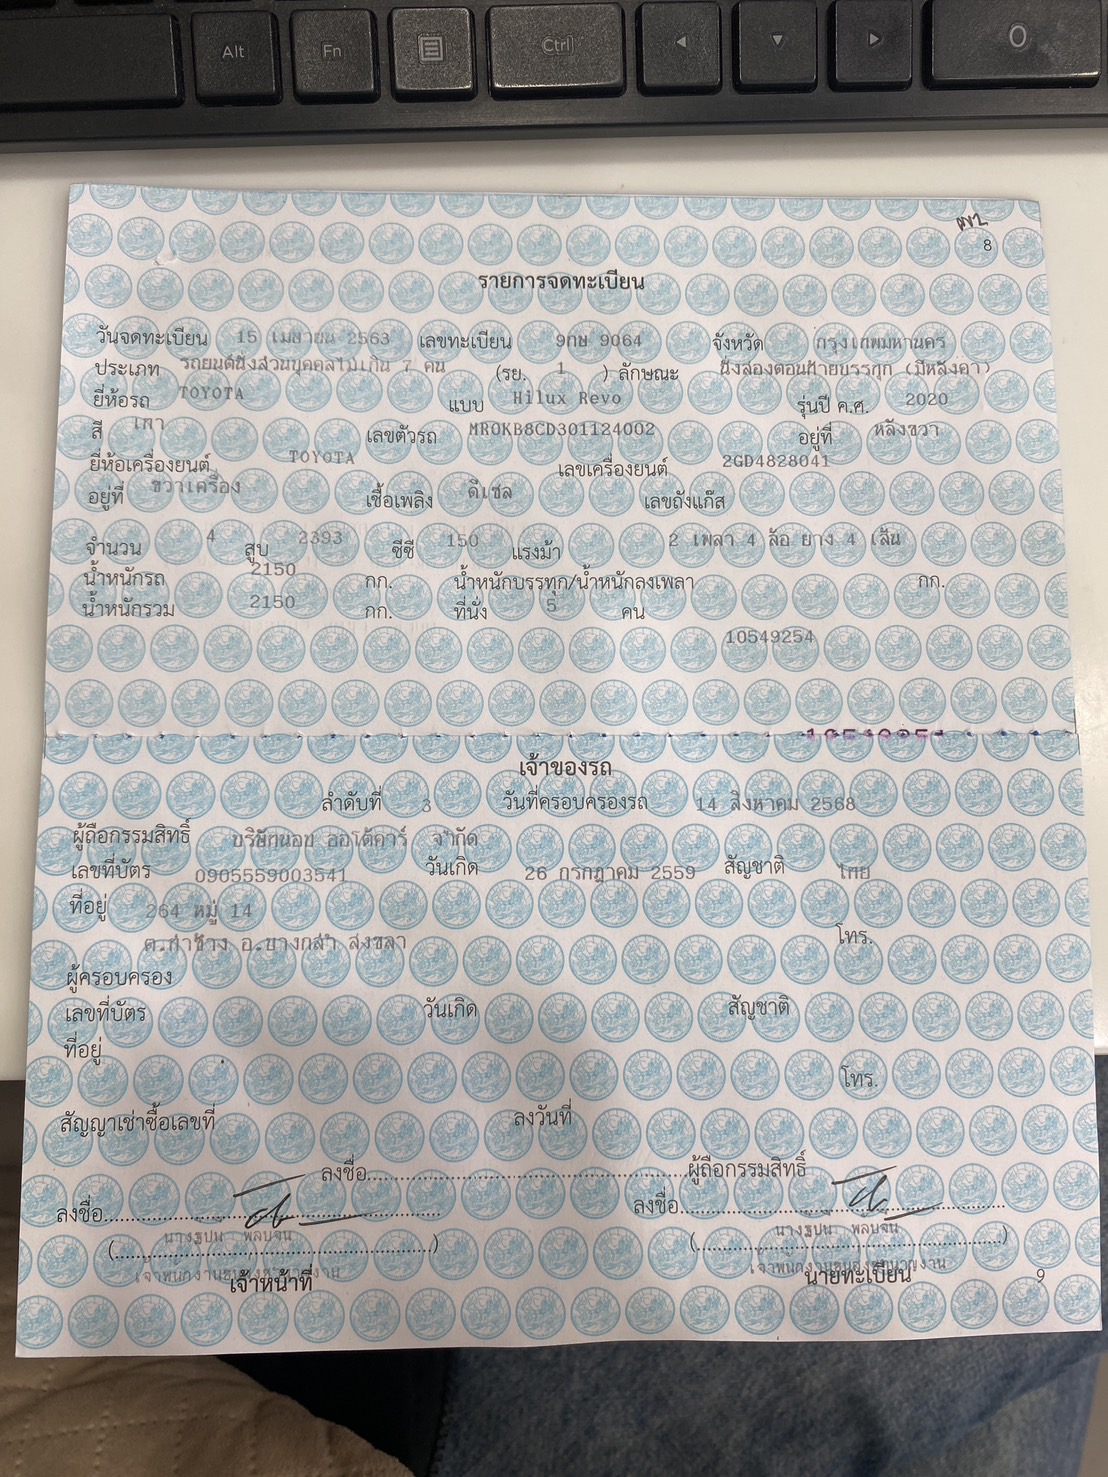 Alt Fn Ctrl 0
ศข2
8
รายการจดทะเบียน
วันจดทะเบียน 15 เมษายน 2563 เลขทะเบียน 9กษ 9064 จังหวัด กรุงเทพมหานคร
ประเภท รถยนต์นั่งส่วนบุคคลไม่เกิน 7 คน (รย. 1 ) ลักษณะ นั่งสองตอนท้ายบรรทุก (มีหลังคา)
ยี่ห้อรถ TOYOTA แบบ Hilux Revo รุ่นปี ค.ศ. 2020
สี เทา เลขตัวรถ MR0KB8CD301124002 อยู่ที่ หลังขวา
ยี่ห้อเครื่องยนต์ TOYOTA เลขเครื่องยนต์ 2GD4828041
อยู่ที่ ขวาเครื่อง เชื้อเพลิง ดีเซล เลขถังแก๊ส
จำนวน 4 สูบ 2393 ซีซี 150 แรงม้า 2 เพลา 4 ล้อ ยาง 4 เส้น
น้ำหนักรถ 2150 กก. น้ำหนักบรรทุก/น้ำหนักลงเพลา กก.
น้ำหนักรวม 2150 กก. ที่นั่ง 5 คน
10549254
เจ้าของรถ
ลำดับที่ 3 วันที่ครอบครองรถ 14 สิงหาคม 2568
ผู้ถือกรรมสิทธิ์ บริษัทนอย ออโต้คาร์ จำกัด
เลขที่บัตร 0905559003541 วันเกิด 26 กรกฎาคม 2559 สัญชาติ ไทย
ที่อยู่ 264 หมู่ 14
ต.ท่าช้าง อ.บางกล่ำ สงขลา โทร.
ผู้ครอบครอง
เลขที่บัตร วันเกิด สัญชาติ
ที่อยู่
โทร.
สัญญาเช่าซื้อเลขที่ ลงวันที่
ลงชื่อ ผู้ถือกรรมสิทธิ์
ลงชื่อ ลงชื่อ
(นางฐปน พลบจน) (นางฐปน พลบจน)
เจ้าหน้าที่ นายทะเบียน
9